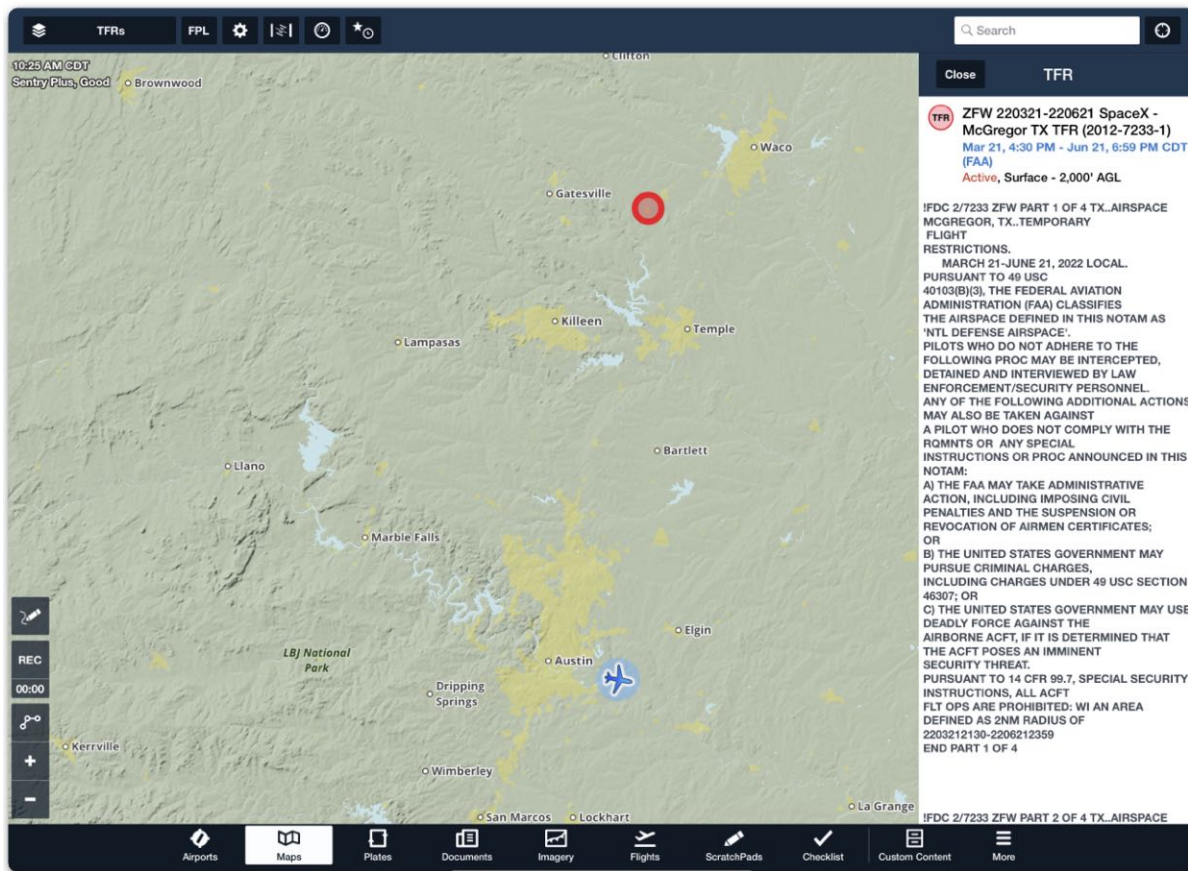 TFRs
FPL
Search
10:25 AM CDT
Sentry Plus, Good
Clifton
Brownwood
Waco
Gatesville
Killeen
Temple
Lampasas
Bartlett
Llano
Marble Falls
Elgin
LBJ National
Park
Austin
Dripping
Springs
Kerrville
Wimberley
San Marcos
Lockhart
La Grange
REC
00:00
+
−
Close
TFR
TFR
ZFW 220321-220621 SpaceX -
McGregor TX TFR (2012-7233-1)
Mar 21, 4:30 PM - Jun 21, 6:59 PM CDT
(FAA)
Active, Surface - 2,000' AGL
!FDC 2/7233 ZFW PART 1 OF 4 TX..AIRSPACE
MCGREGOR, TX..TEMPORARY
FLIGHT
RESTRICTIONS.
MARCH 21-JUNE 21, 2022 LOCAL.
PURSUANT TO 49 USC
40103(B)(3), THE FEDERAL AVIATION
ADMINISTRATION (FAA) CLASSIFIES
THE AIRSPACE DEFINED IN THIS NOTAM AS
'NTL DEFENSE AIRSPACE'.
PILOTS WHO DO NOT ADHERE TO THE
FOLLOWING PROC MAY BE INTERCEPTED,
DETAINED AND INTERVIEWED BY LAW
ENFORCEMENT/SECURITY PERSONNEL.
ANY OF THE FOLLOWING ADDITIONAL ACTIONS
MAY ALSO BE TAKEN AGAINST
A PILOT WHO DOES NOT COMPLY WITH THE
RQMNTS OR ANY SPECIAL
INSTRUCTIONS OR PROC ANNOUNCED IN THIS
NOTAM:
A) THE FAA MAY TAKE ADMINISTRATIVE
ACTION, INCLUDING IMPOSING CIVIL
PENALTIES AND THE SUSPENSION OR
REVOCATION OF AIRMEN CERTIFICATES;
OR
B) THE UNITED STATES GOVERNMENT MAY
PURSUE CRIMINAL CHARGES,
INCLUDING CHARGES UNDER 49 USC SECTION
46307; OR
C) THE UNITED STATES GOVERNMENT MAY USE
DEADLY FORCE AGAINST THE
AIRBORNE ACFT, IF IT IS DETERMINED THAT
THE ACFT POSES AN IMMINENT
SECURITY THREAT.
PURSUANT TO 14 CFR 99.7, SPECIAL SECURITY
INSTRUCTIONS, ALL ACFT
FLT OPS ARE PROHIBITED: WI AN AREA
DEFINED AS 2NM RADIUS OF
2203212130-2206212359
END PART 1 OF 4
!FDC 2/7233 ZFW PART 2 OF 4 TX..AIRSPACE
Airports
Maps
Plates
Documents
Imagery
Flights
ScratchPads
Checklist
Custom Content
More